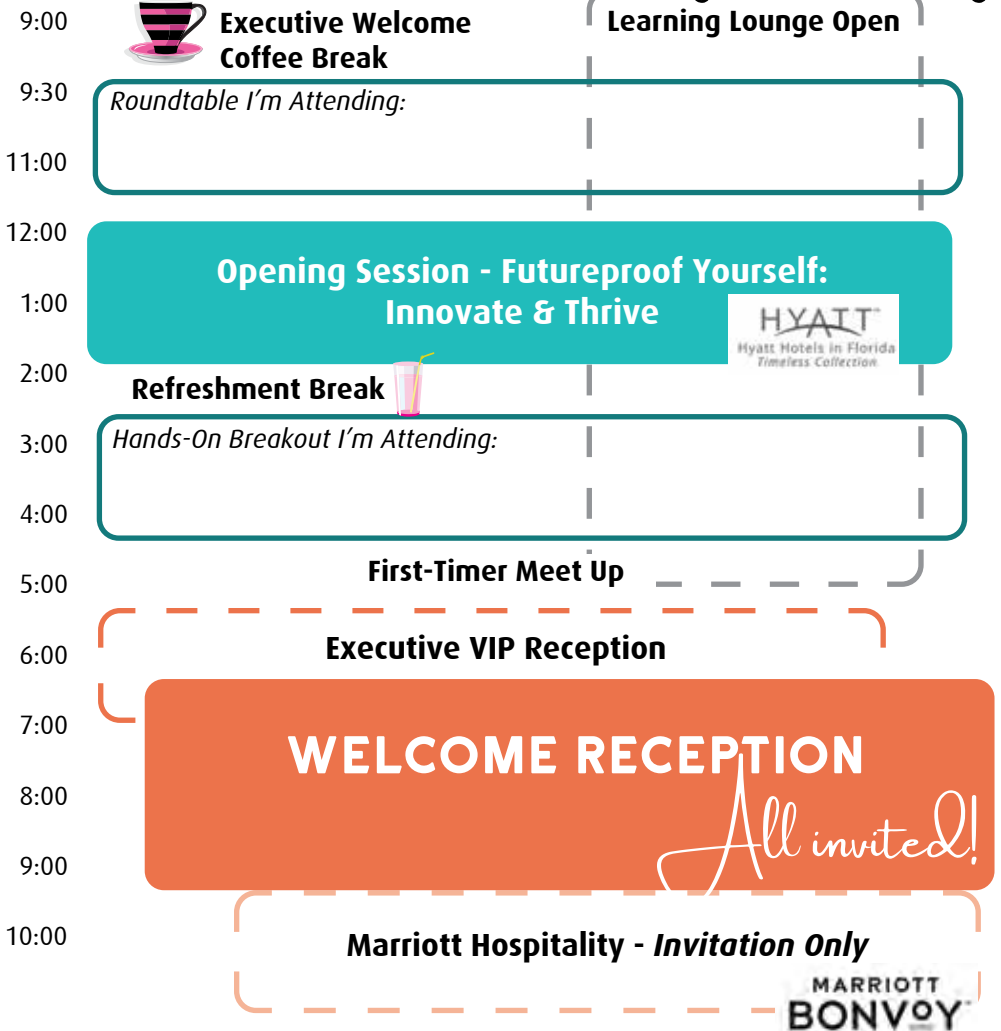 9:00
Executive Welcome
Coffee Break
Learning Lounge Open
9:30
Roundtable I'm Attending:
11:00
12:00
Opening Session - Futureproof Yourself:
Innovate & Thrive
1:00
HYATT™
Hyatt Hotels in Florida
Timeless Collection
2:00
Refreshment Break
3:00
Hands-On Breakout I'm Attending:
4:00
First-Timer Meet Up
5:00
Executive VIP Reception
6:00
7:00
WELCOME RECEPTION
8:00
All invited!
9:00
10:00
Marriott Hospitality - Invitation Only
MARRIOTT
BONVOY™